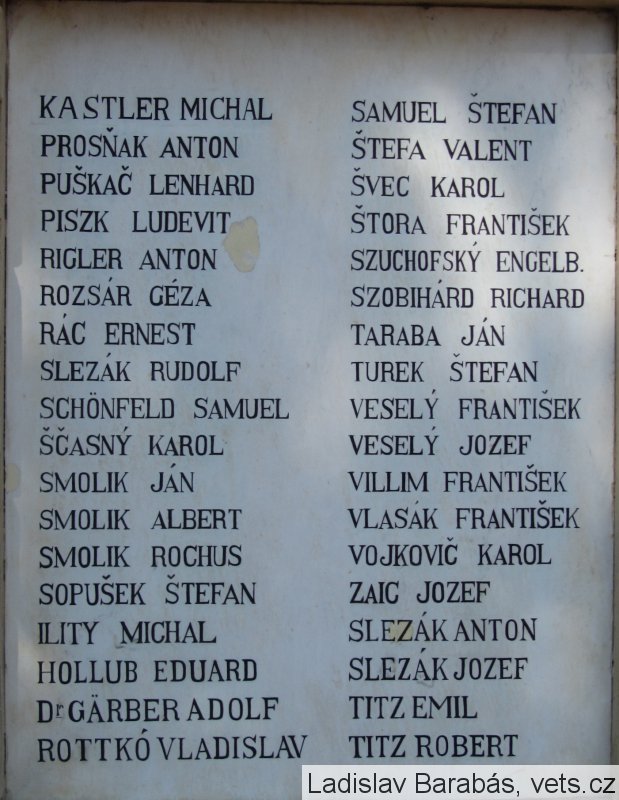 KASTLER MICHAL
PROSŇAK ANTON
PUŠKAČ LENHARD
PISZK LUDEVIT
RIGLER ANTON
ROZSÁR GÉZA
RÁC ERNEST
SLEZÁK RUDOLF
SCHÖNFELD SAMUEL
ŠČASNÝ KAROL
SMOLIK JÁN
SMOLIK ALBERT
SMOLIK ROCHUS
SOPUŠEK ŠTEFAN
ILITY MICHAL
HOLLUB EDUARD
Dr GÄRBER ADOLF
ROTTKÓ VLADISLAV
SAMUEL ŠTEFAN
ŠTEFA VALENT
ŠVEC KAROL
ŠTORA FRANTIŠEK
SZUCHOFSKÝ ENGELB.
SZOBIHÁRD RICHARD
TARABA JÁN
TUREK ŠTEFAN
VESELÝ FRANTIŠEK
VESELÝ JOZEF
VILLIM FRANTIŠEK
VLASÁK FRANTIŠEK
VOJKOVIČ KAROL
ZAIC JOZEF
SLEZÁK ANTON
SLEZÁK JOZEF
TITZ EMIL
TITZ ROBERT
Ladislav Barabás, vets.cz